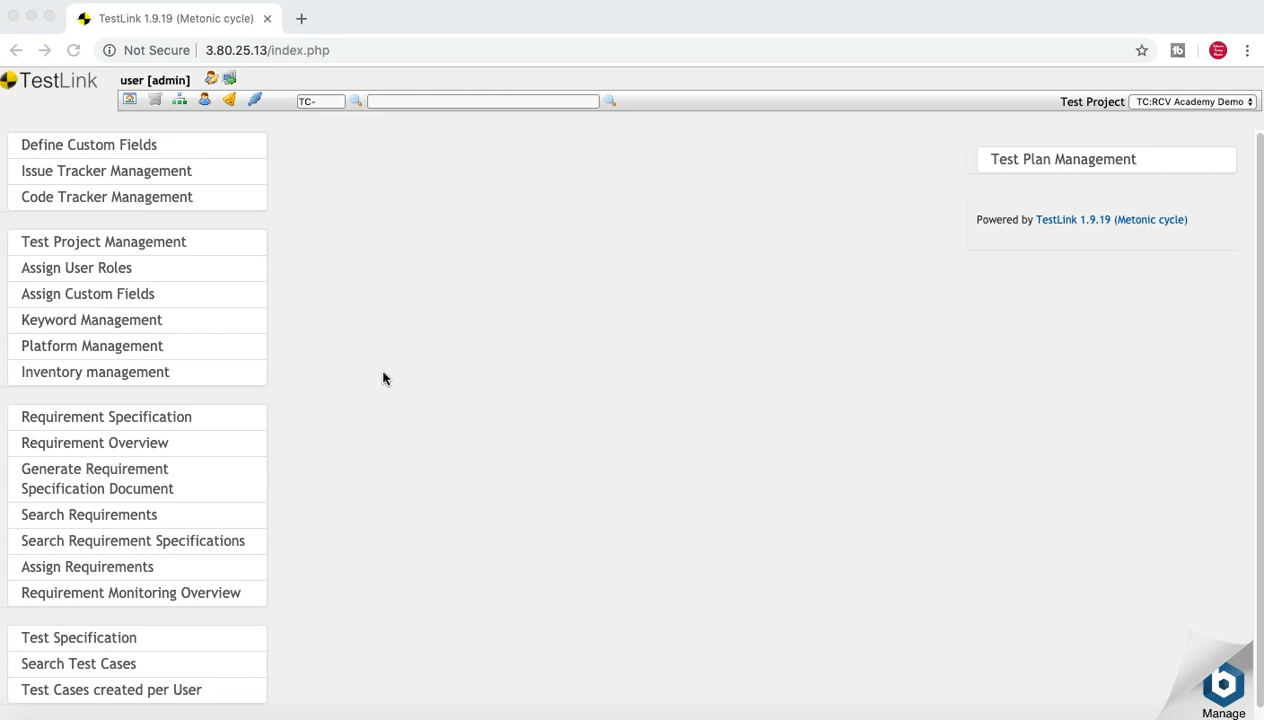 TestLink 1.9.19 (Metonic cycle)
Not Secure
3.80.25.13/index.php
TestLink
user [admin]
TC-
Test Project
TC:RCV Academy Demo
Define Custom Fields
Issue Tracker Management
Code Tracker Management
Test Project Management
Assign User Roles
Assign Custom Fields
Keyword Management
Platform Management
Inventory management
Requirement Specification
Requirement Overview
Generate Requirement
Specification Document
Search Requirements
Search Requirement Specifications
Assign Requirements
Requirement Monitoring Overview
Test Specification
Search Test Cases
Test Cases created per User
Test Plan Management
Powered by TestLink 1.9.19 (Metonic cycle)
Manage